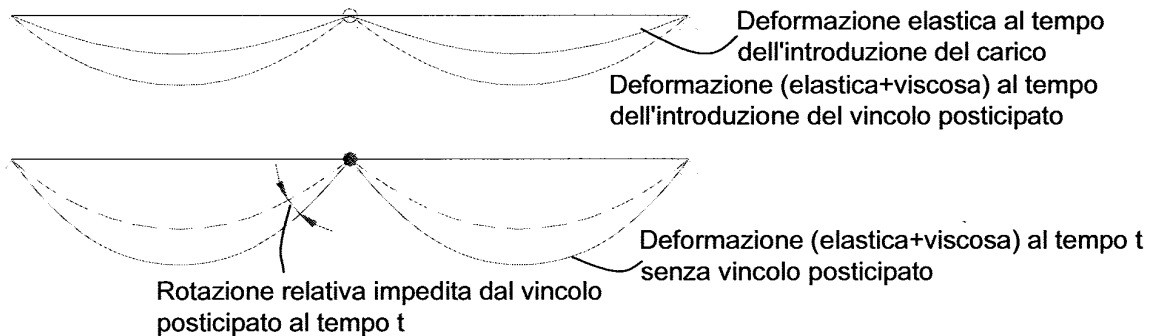 Deformazione elastica al tempo
dell'introduzione del carico
Deformazione (elastica+viscosa) al tempo
dell'introduzione del vincolo posticipato
Deformazione (elastica+viscosa) al tempo t
senza vincolo posticipato
Rotazione relativa impedita dal vincolo
posticipato al tempo t